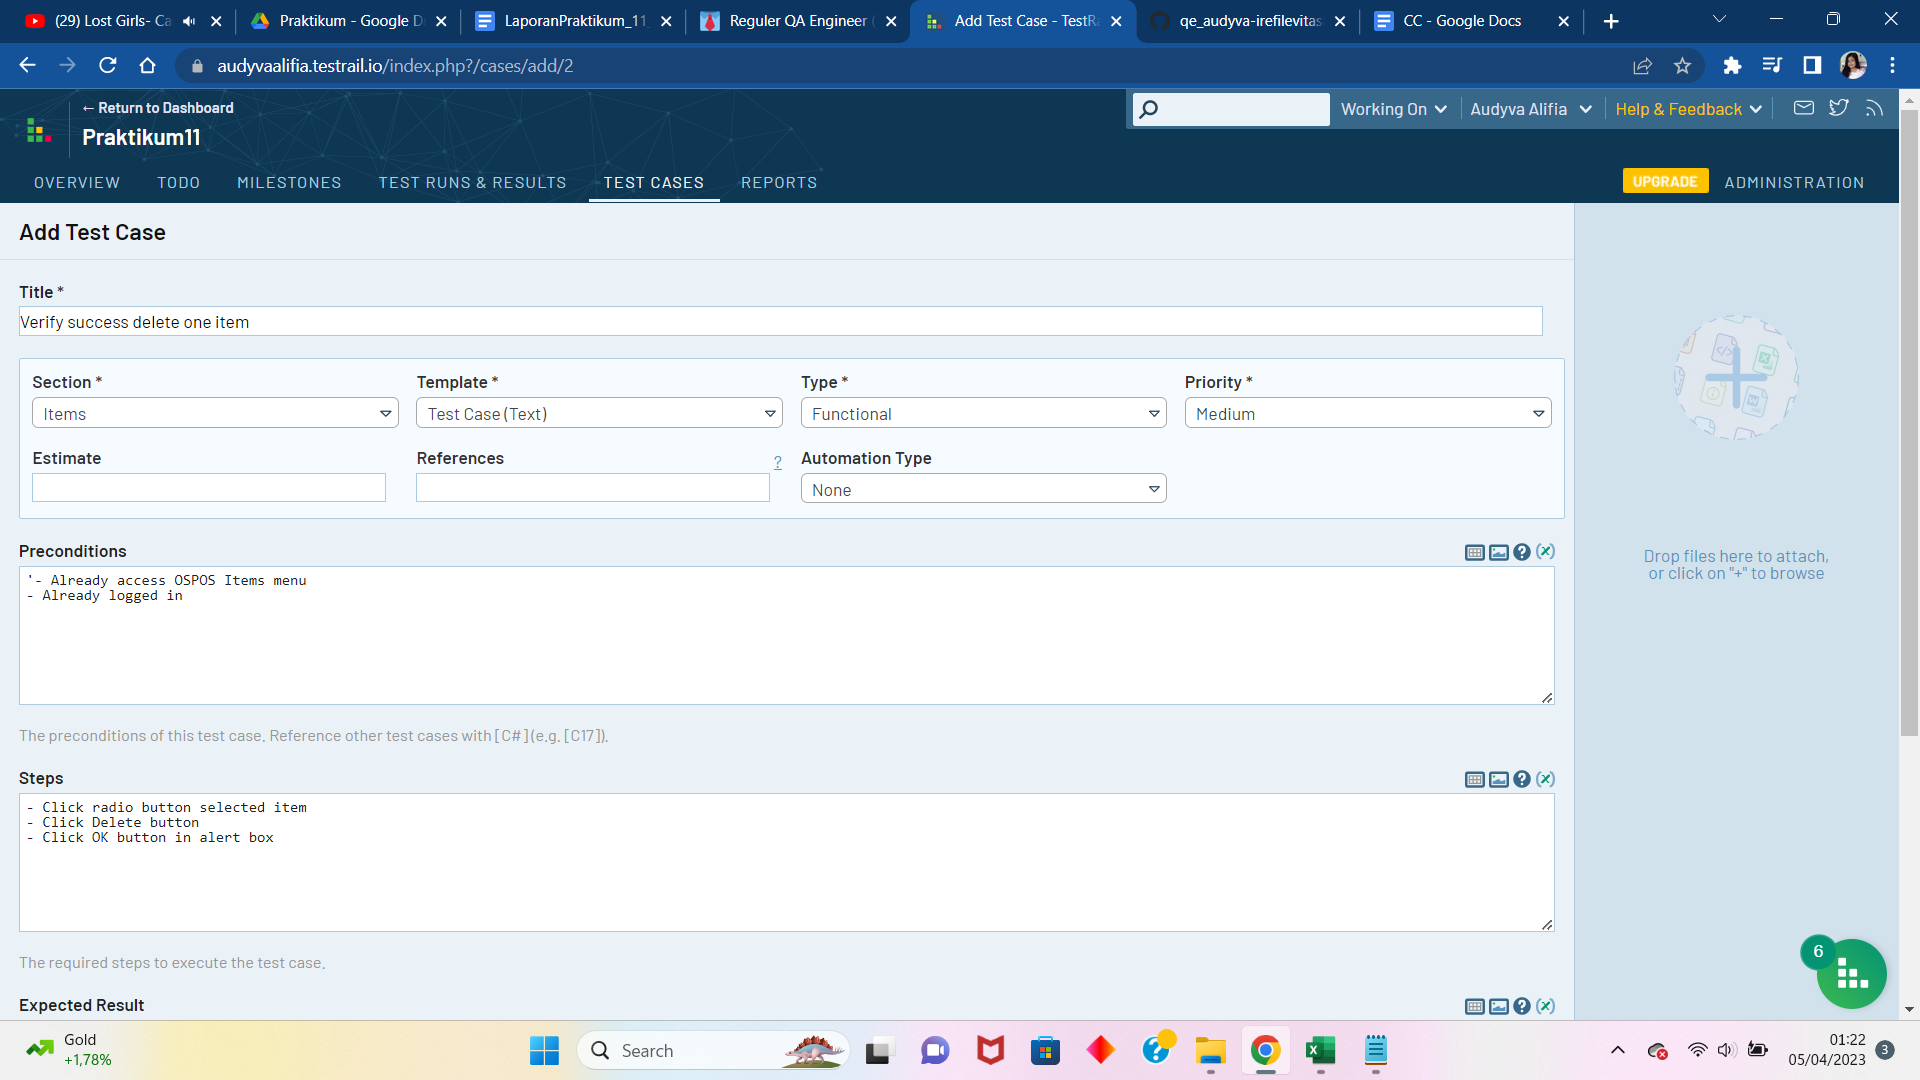 (29) Lost Girls- Ca
Praktikum - Google D
LaporanPraktikum_11_
Reguler QA Engineer (
Add Test Case - TestRa
qe_audyva-irefilevitas
CC - Google Docs
audyvaalifia.testrail.io/index.php?/cases/add/2
← Return to Dashboard
Praktikum11
Working On
Audyva Alifia
Help & Feedback
OVERVIEW
TODO
MILESTONES
TEST RUNS & RESULTS
TEST CASES
REPORTS
UPGRADE
ADMINISTRATION
Add Test Case
Title *
Verify success delete one item
Section *
Template *
Type *
Priority *
Items
Test Case (Text)
Functional
Medium
Estimate
References
?
Automation Type
None
Preconditions
'- Already access OSPOS Items menu
- Already logged in
The preconditions of this test case. Reference other test cases with [C#] (e.g. [C17]).
Steps
- Click radio button selected item
- Click Delete button
- Click OK button in alert box
The required steps to execute the test case.
Expected Result
Drop files here to attach,
or click on "+" to browse
6
Gold
+1,78%
Search
01:22
05/04/2023
3